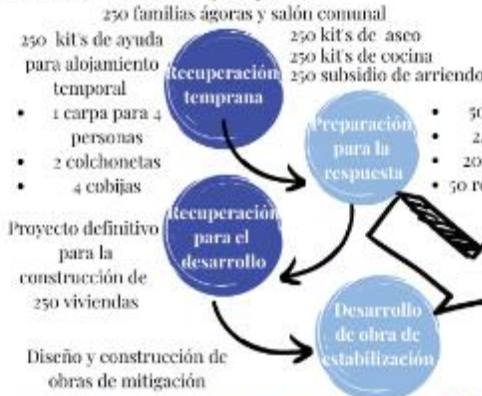 250 familias ágoras y salón comunal
250 kit's de ayuda
para alojamiento
temporal
• 1 carpa para 4
personas
• 2 colchonetas
• 4 cobijas
Recuperación
temprana
250 kit's de aseo
250 kit's de cocina
250 subsidio de arriendo
Preparación
para la
respuesta
•
•
•
• 50
Recuperación
para el
desarrollo
Proyecto definitivo
para la
construcción de
250 viviendas
Desarrollo
de obra de
estabilización
Diseño y construcción de
obras de mitigación